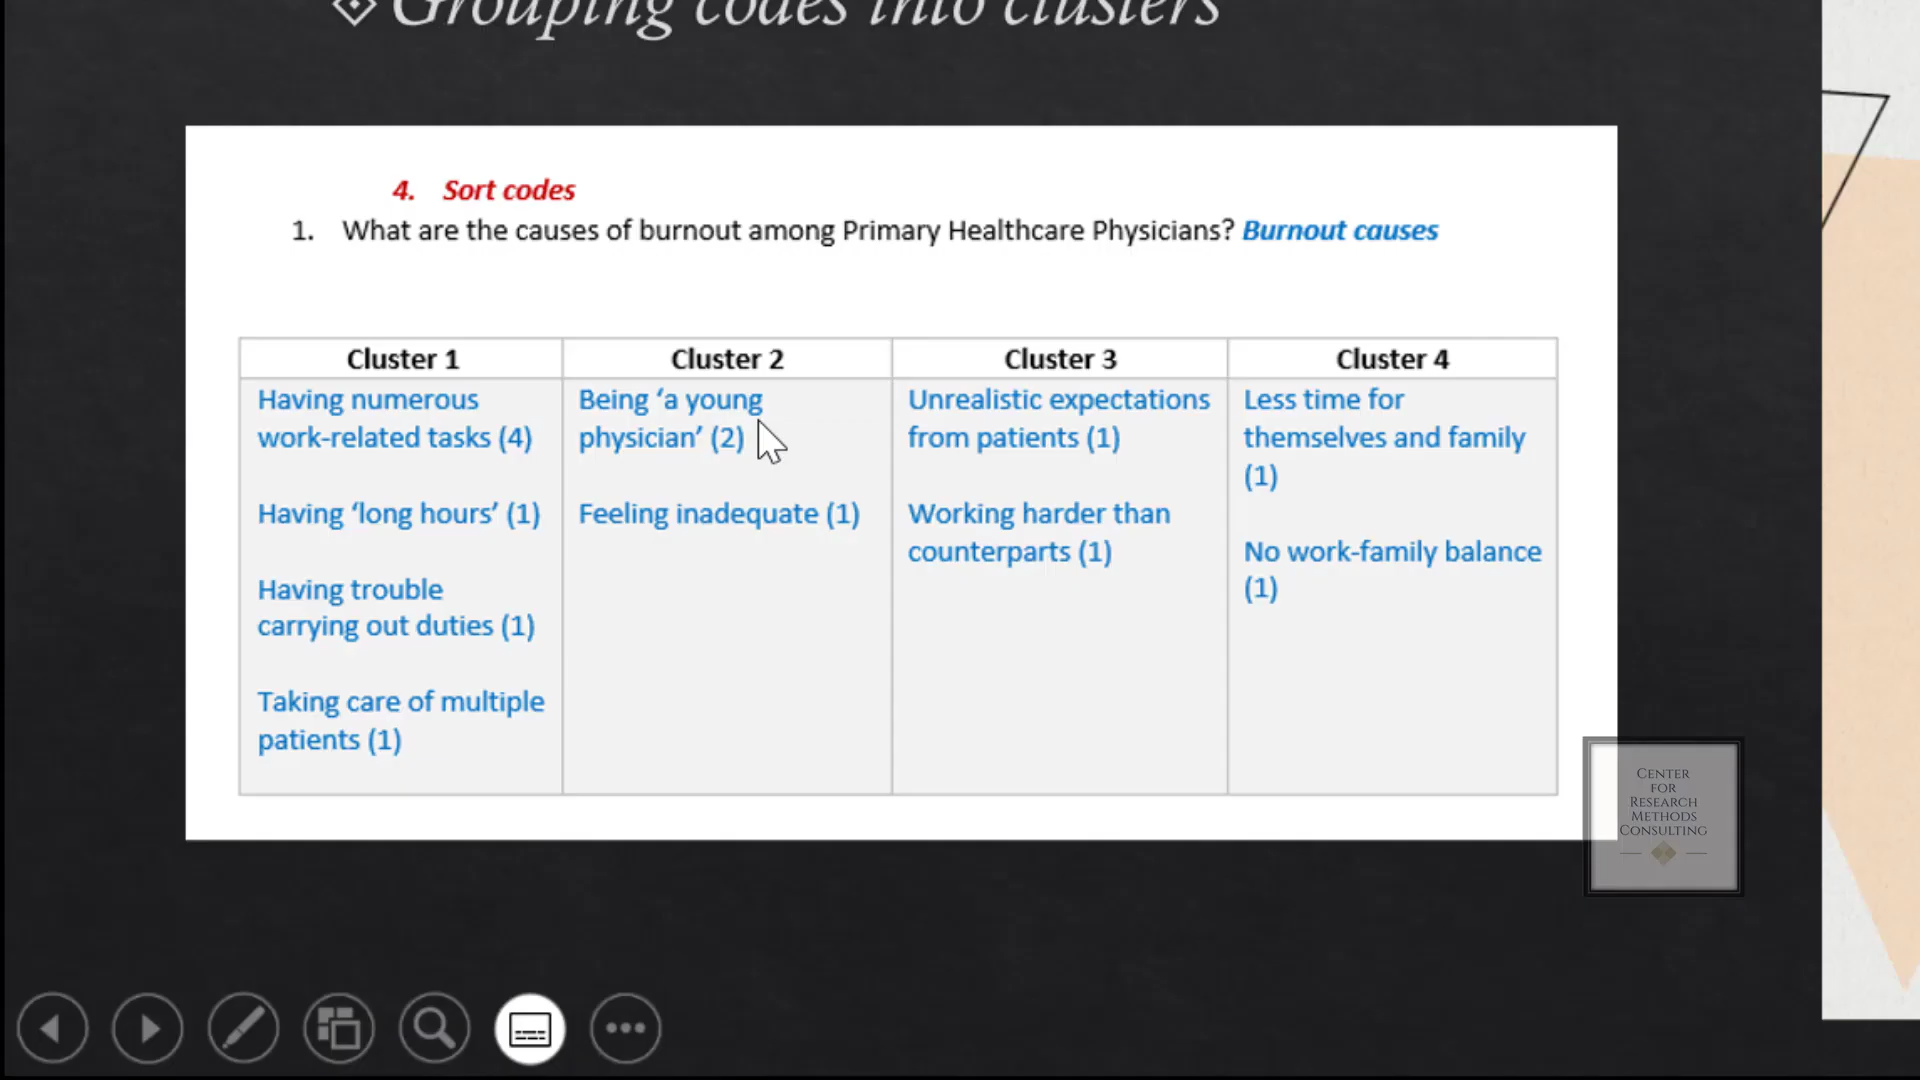 Grouping codes into clusters
4. Sort codes
1. What are the causes of burnout among Primary Healthcare Physicians? Burnout causes
Cluster 1
Having numerous
work-related tasks (4)
Having ‘long hours’ (1)
Having trouble
carrying out duties (1)
Taking care of multiple
patients (1)
Cluster 2
Being ‘a young
physician’ (2)
Feeling inadequate (1)
Cluster 3
Unrealistic expectations
from patients (1)
Working harder than
counterparts (1)
Cluster 4
Less time for
themselves and family
(1)
No work-family balance
(1)
CENTER
FOR
RESEARCH
METHODS
CONSULTING